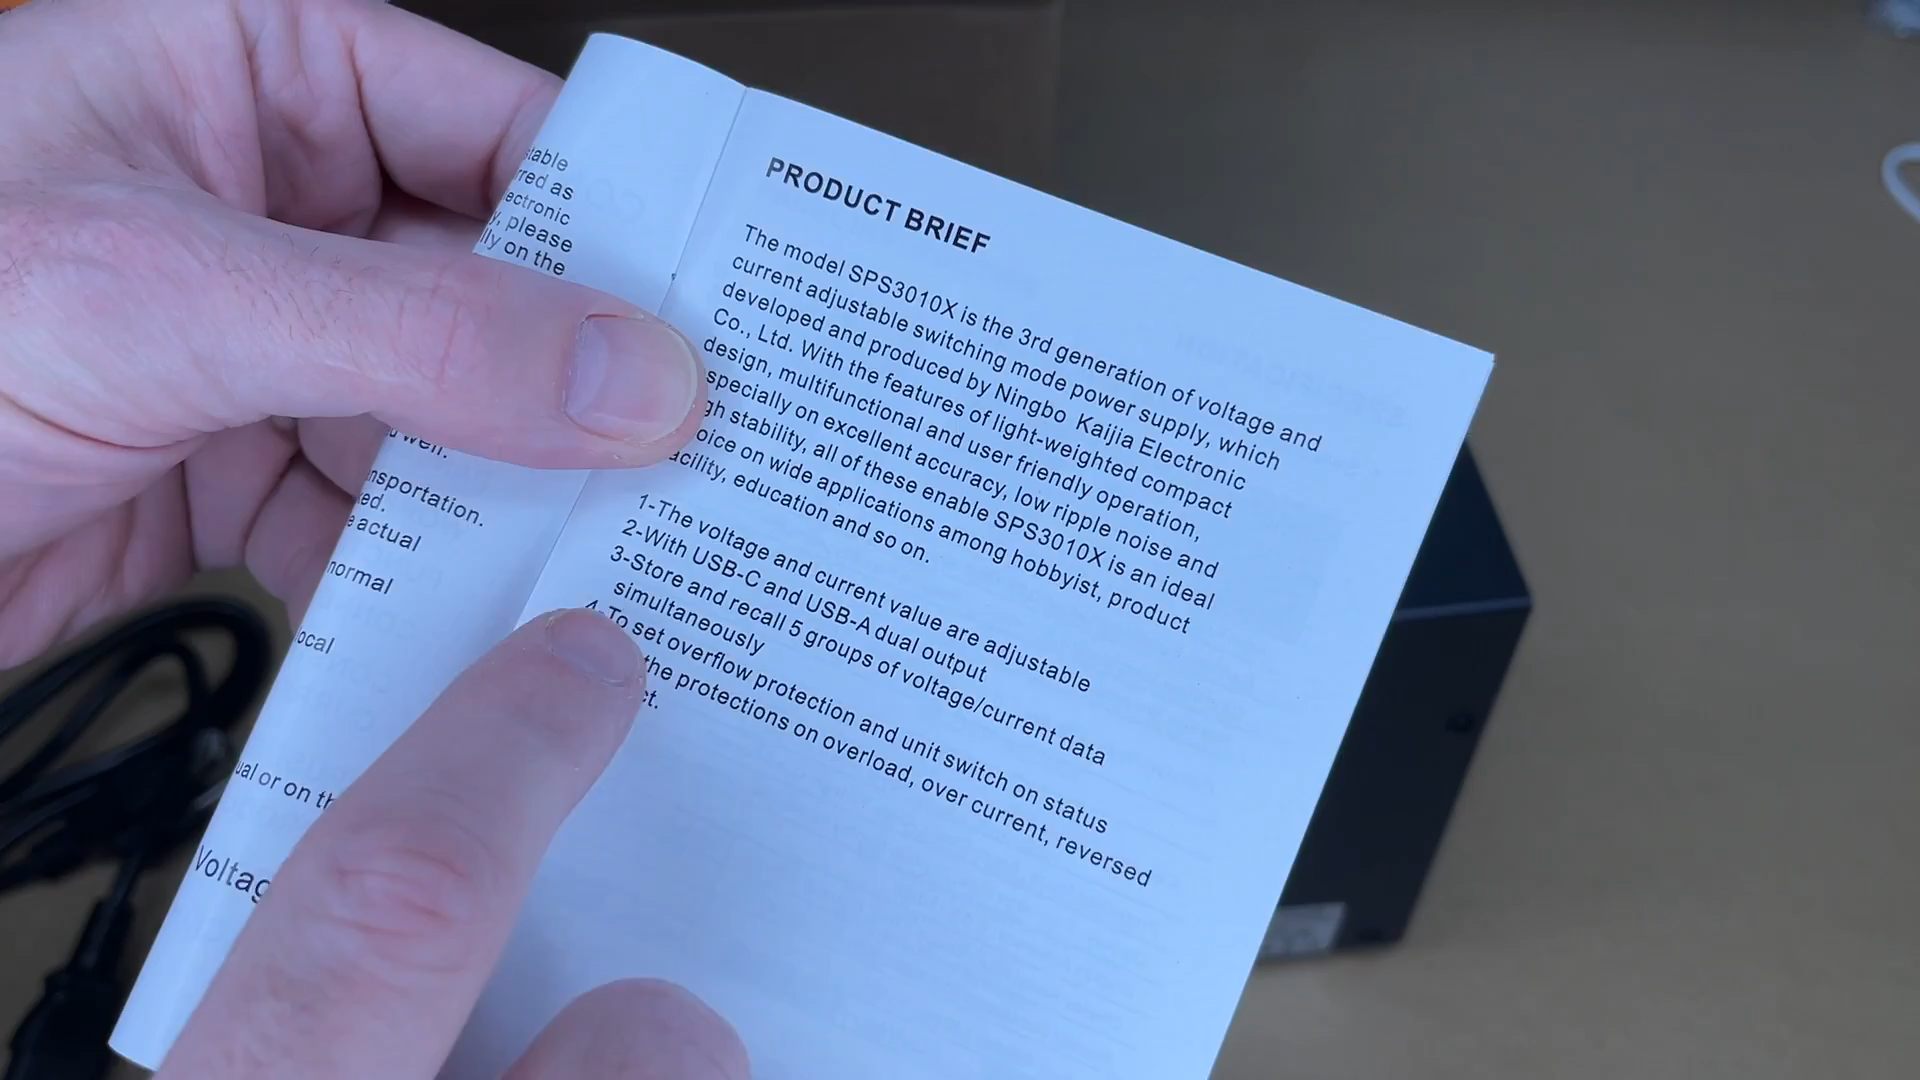 stable
rred as
ectronic
y, please
lly on the
well.
nsportation.
ed.
e actual
normal
ocal
ual or on th
Voltag
PRODUCT BRIEF
The model SPS3010X is the 3rd generation of voltage and
current adjustable switching mode power supply, which
developed and produced by Ningbo Kaijia Electronic
Co., Ltd. With the features of light-weighted compact
design, multifunctional and user friendly operation,
specially on excellent accuracy, low ripple noise and
gh stability, all of these enable SPS3010X is an ideal
oice on wide applications among hobbyist, product
acility, education and so on.
1-The voltage and current value are adjustable
2-With USB-C and USB-A dual output
3-Store and recall 5 groups of voltage/current data
simultaneously
4-To set overflow protection and unit switch on status
the protections on overload, over current, reversed
ct.